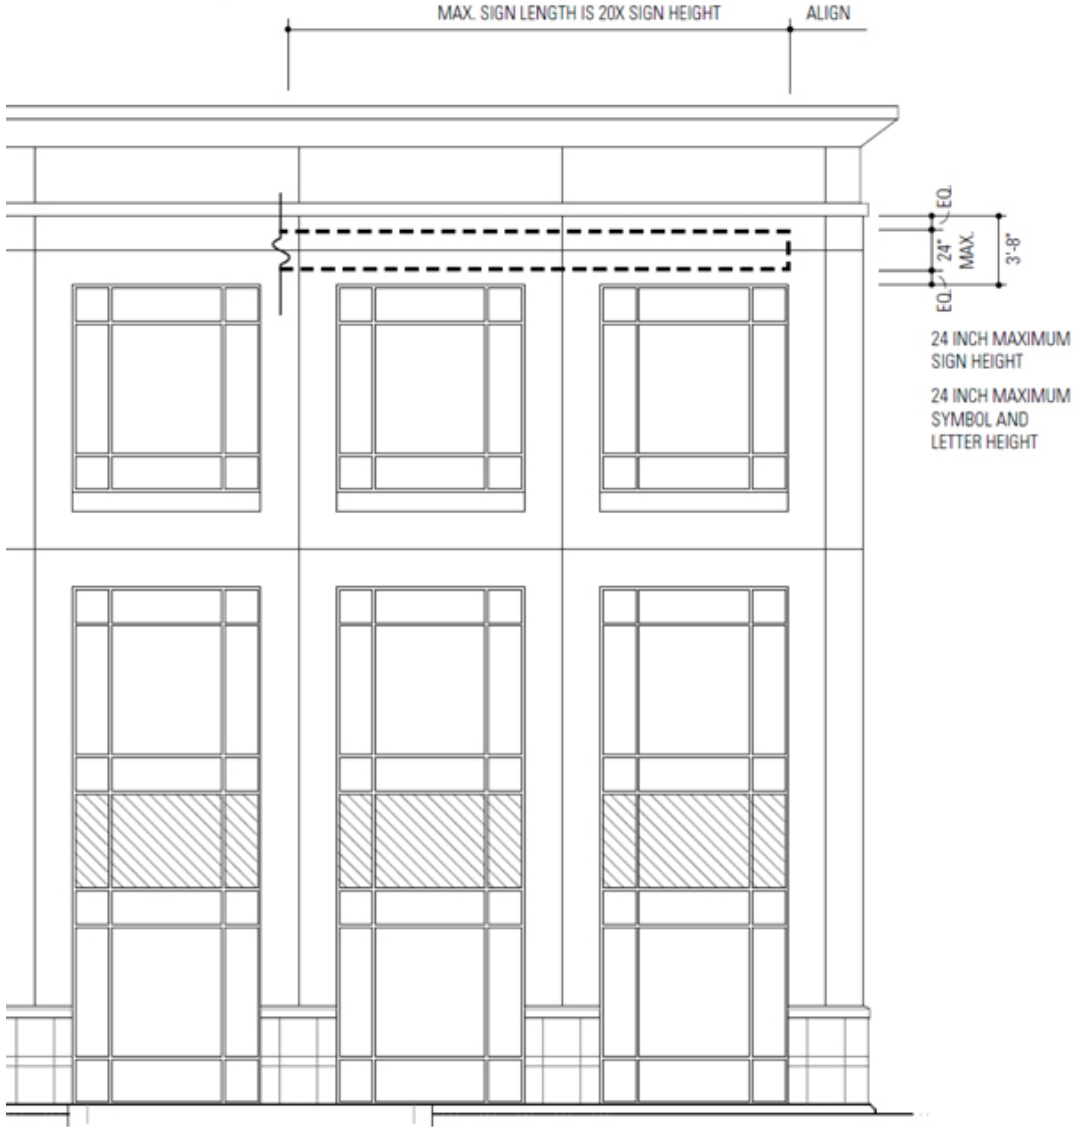 MAX. SIGN LENGTH IS 20X SIGN HEIGHT
ALIGN
EQ.
24"
MAX.
3'-8"
EQ.
24 INCH MAXIMUM
SIGN HEIGHT
24 INCH MAXIMUM
SYMBOL AND
LETTER HEIGHT